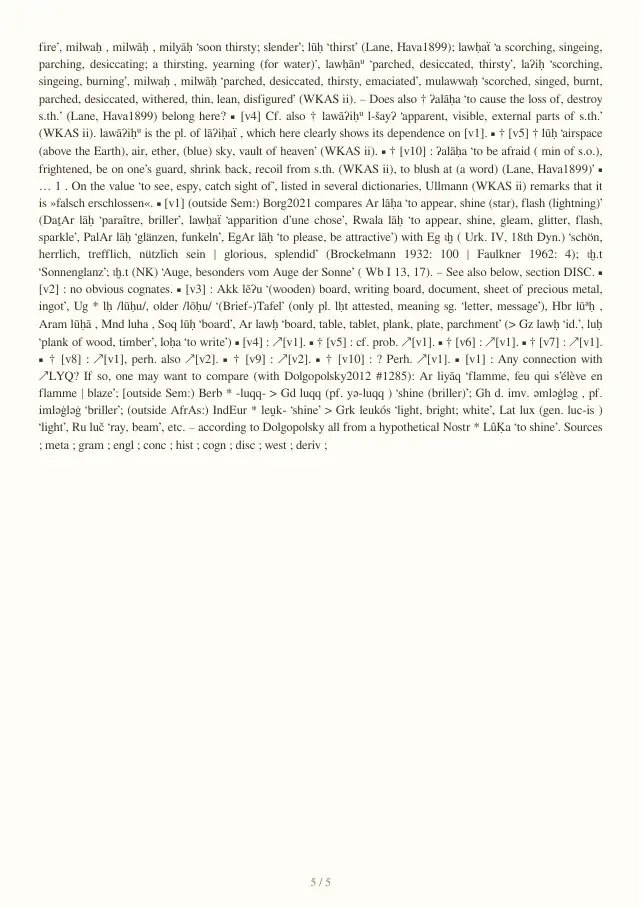 fire’, milwaḥ , milwāḥ , milyāḥ ‘soon thirsty; slender’; lūḥ ‘thirst’ (Lane, Hava1899); lawḥaẗ ‘a scorching, singeing,
parching, desiccating; a thirsting, yearning (for water)’, lawḥānᵘ ‘parched, desiccated, thirsty’, laʔiḥ ‘scorching,
singeing, burning’, milwaḥ , milwāḥ ‘parched, desiccated, thirsty, emaciated’, mulawwaḥ ‘scorched, singed, burnt,
parched, desiccated, withered, thin, lean, disfigured’ (WKAS ii). – Does also † ʔalāḥa ‘to cause the loss of, destroy
s.th.’ (Lane, Hava1899) belong here? ▪ [v4] Cf. also † lawāʔiḥᵘ l-šayʔ ‘apparent, visible, external parts of s.th.’
(WKAS ii). lawāʔiḥᵘ is the pl. of lāʔiḥaẗ , which here clearly shows its dependence on [v1]. ▪ † [v5] † lūḥ ‘airspace
(above the Earth), air, ether, (blue) sky, vault of heaven’ (WKAS ii). ▪ † [v10] : ʔalāḥa ‘to be afraid ( min of s.o.),
frightened, be on one’s guard, shrink back, recoil from s.th. (WKAS ii), to blush at (a word) (Lane, Hava1899)’ ▪
… 1 . On the value ‘to see, espy, catch sight of’, listed in several dictionaries, Ullmann (WKAS ii) remarks that it
is »falsch erschlossen«. ▪ [v1] (outside Sem:) Borg2021 compares Ar lāḥa ‘to appear, shine (star), flash (lightning)’
(DaṯAr lāḥ ‘paraître, briller’, lawḥaẗ ‘apparition d’une chose’, Rwala lāḥ ‘to appear, shine, gleam, glitter, flash,
sparkle’, PalAr lāḥ ‘glänzen, funkeln’, EgAr lāḥ ‘to please, be attractive’) with Eg ıȝḫ ( Urk. IV, 18th Dyn.) ‘schön,
herrlich, trefflich, nützlich sein | glorious, splendid’ (Brockelmann 1932: 100 | Faulkner 1962: 4); ıȝḫ.t
‘Sonnenglanz’; ıȝḫ.t (NK) ‘Auge, besonders vom Auge der Sonne’ ( Wb I 13, 17). – See also below, section DISC. ▪
[v2] : no obvious cognates. ▪ [v3] : Akk lēʔu ‘(wooden) board, writing board, document, sheet of precious metal,
ingot’, Ug * lḥ /lūḥu/, older /lōḥu/ ‘(Brief-)Tafel’ (only pl. lḥt attested, meaning sg. ‘letter, message’), Hbr lūᵃḥ ,
Aram lūḥā , Mnd luha , Soq lūḥ ‘board’, Ar lawḥ ‘board, table, tablet, plank, plate, parchment’ (> Gz lawḥ ‘id.’, luḥ
‘plank of wood, timber’, loḥa ‘to write’) ▪ [v4] : ↗[v1]. ▪ † [v5] : cf. prob. ↗[v1]. ▪ † [v6] : ↗[v1]. ▪ † [v7] : ↗[v1].
▪ † [v8] : ↗[v1], perh. also ↗[v2]. ▪ † [v9] : ↗[v2]. ▪ † [v10] : ? Perh. ↗[v1]. ▪ [v1] : Any connection with
↗LYQ? If so, one may want to compare (with Dolgopolsky2012 #1285): Ar liyāq ‘flamme, feu qui s’élève en
flamme | blaze’; [outside Sem:) Berb * -luqq- > Gd luqq (pf. yǝ-luqq ) ‘shine (briller)’; Gh d. imv. ǝmlǝġlǝg , pf.
imlǝġlǝġ ‘briller’; (outside AfrAs:) IndEur * leu̯k- ‘shine’ > Grk leukós ‘light, bright; white’, Lat lux (gen. luc-is )
‘light’, Ru luč ‘ray, beam’, etc. – according to Dolgopolsky all from a hypothetical Nostr * LûḲa ‘to shine’. Sources
; meta ; gram ; engl ; conc ; hist ; cogn ; disc ; west ; deriv ;
5 / 5